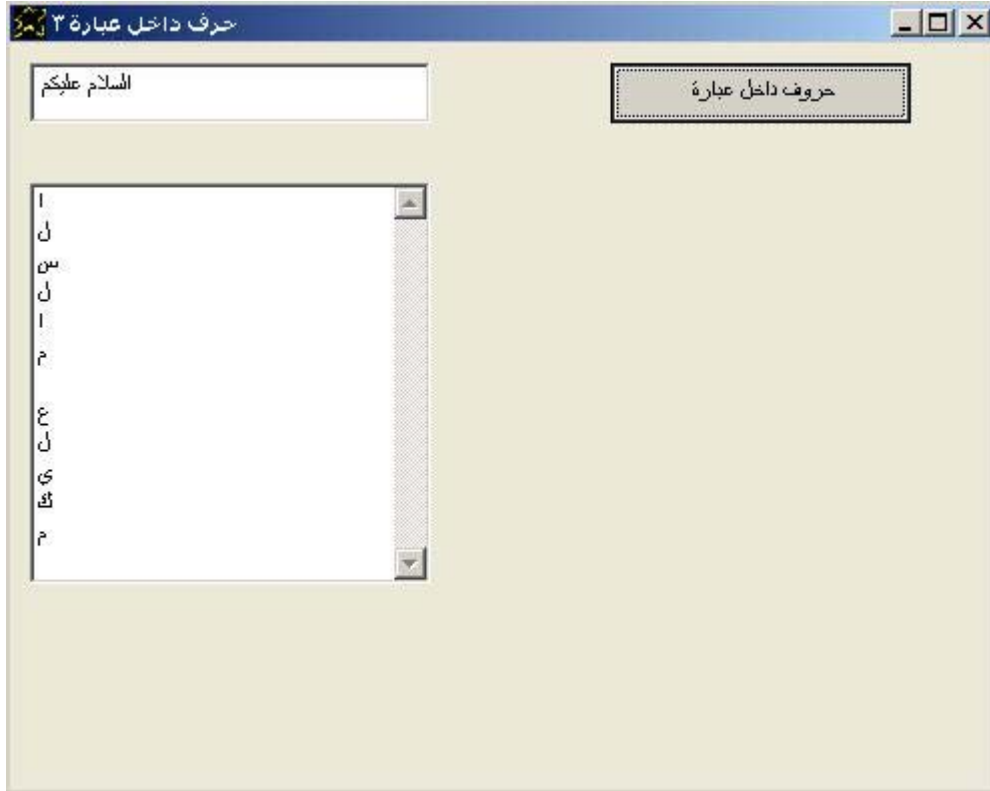 حرف داخل عبارة ٣
السلام عليكم
حروف داخل عبارة
ا
ل
س
ل
ا
م
ع
ل
ي
ك
م